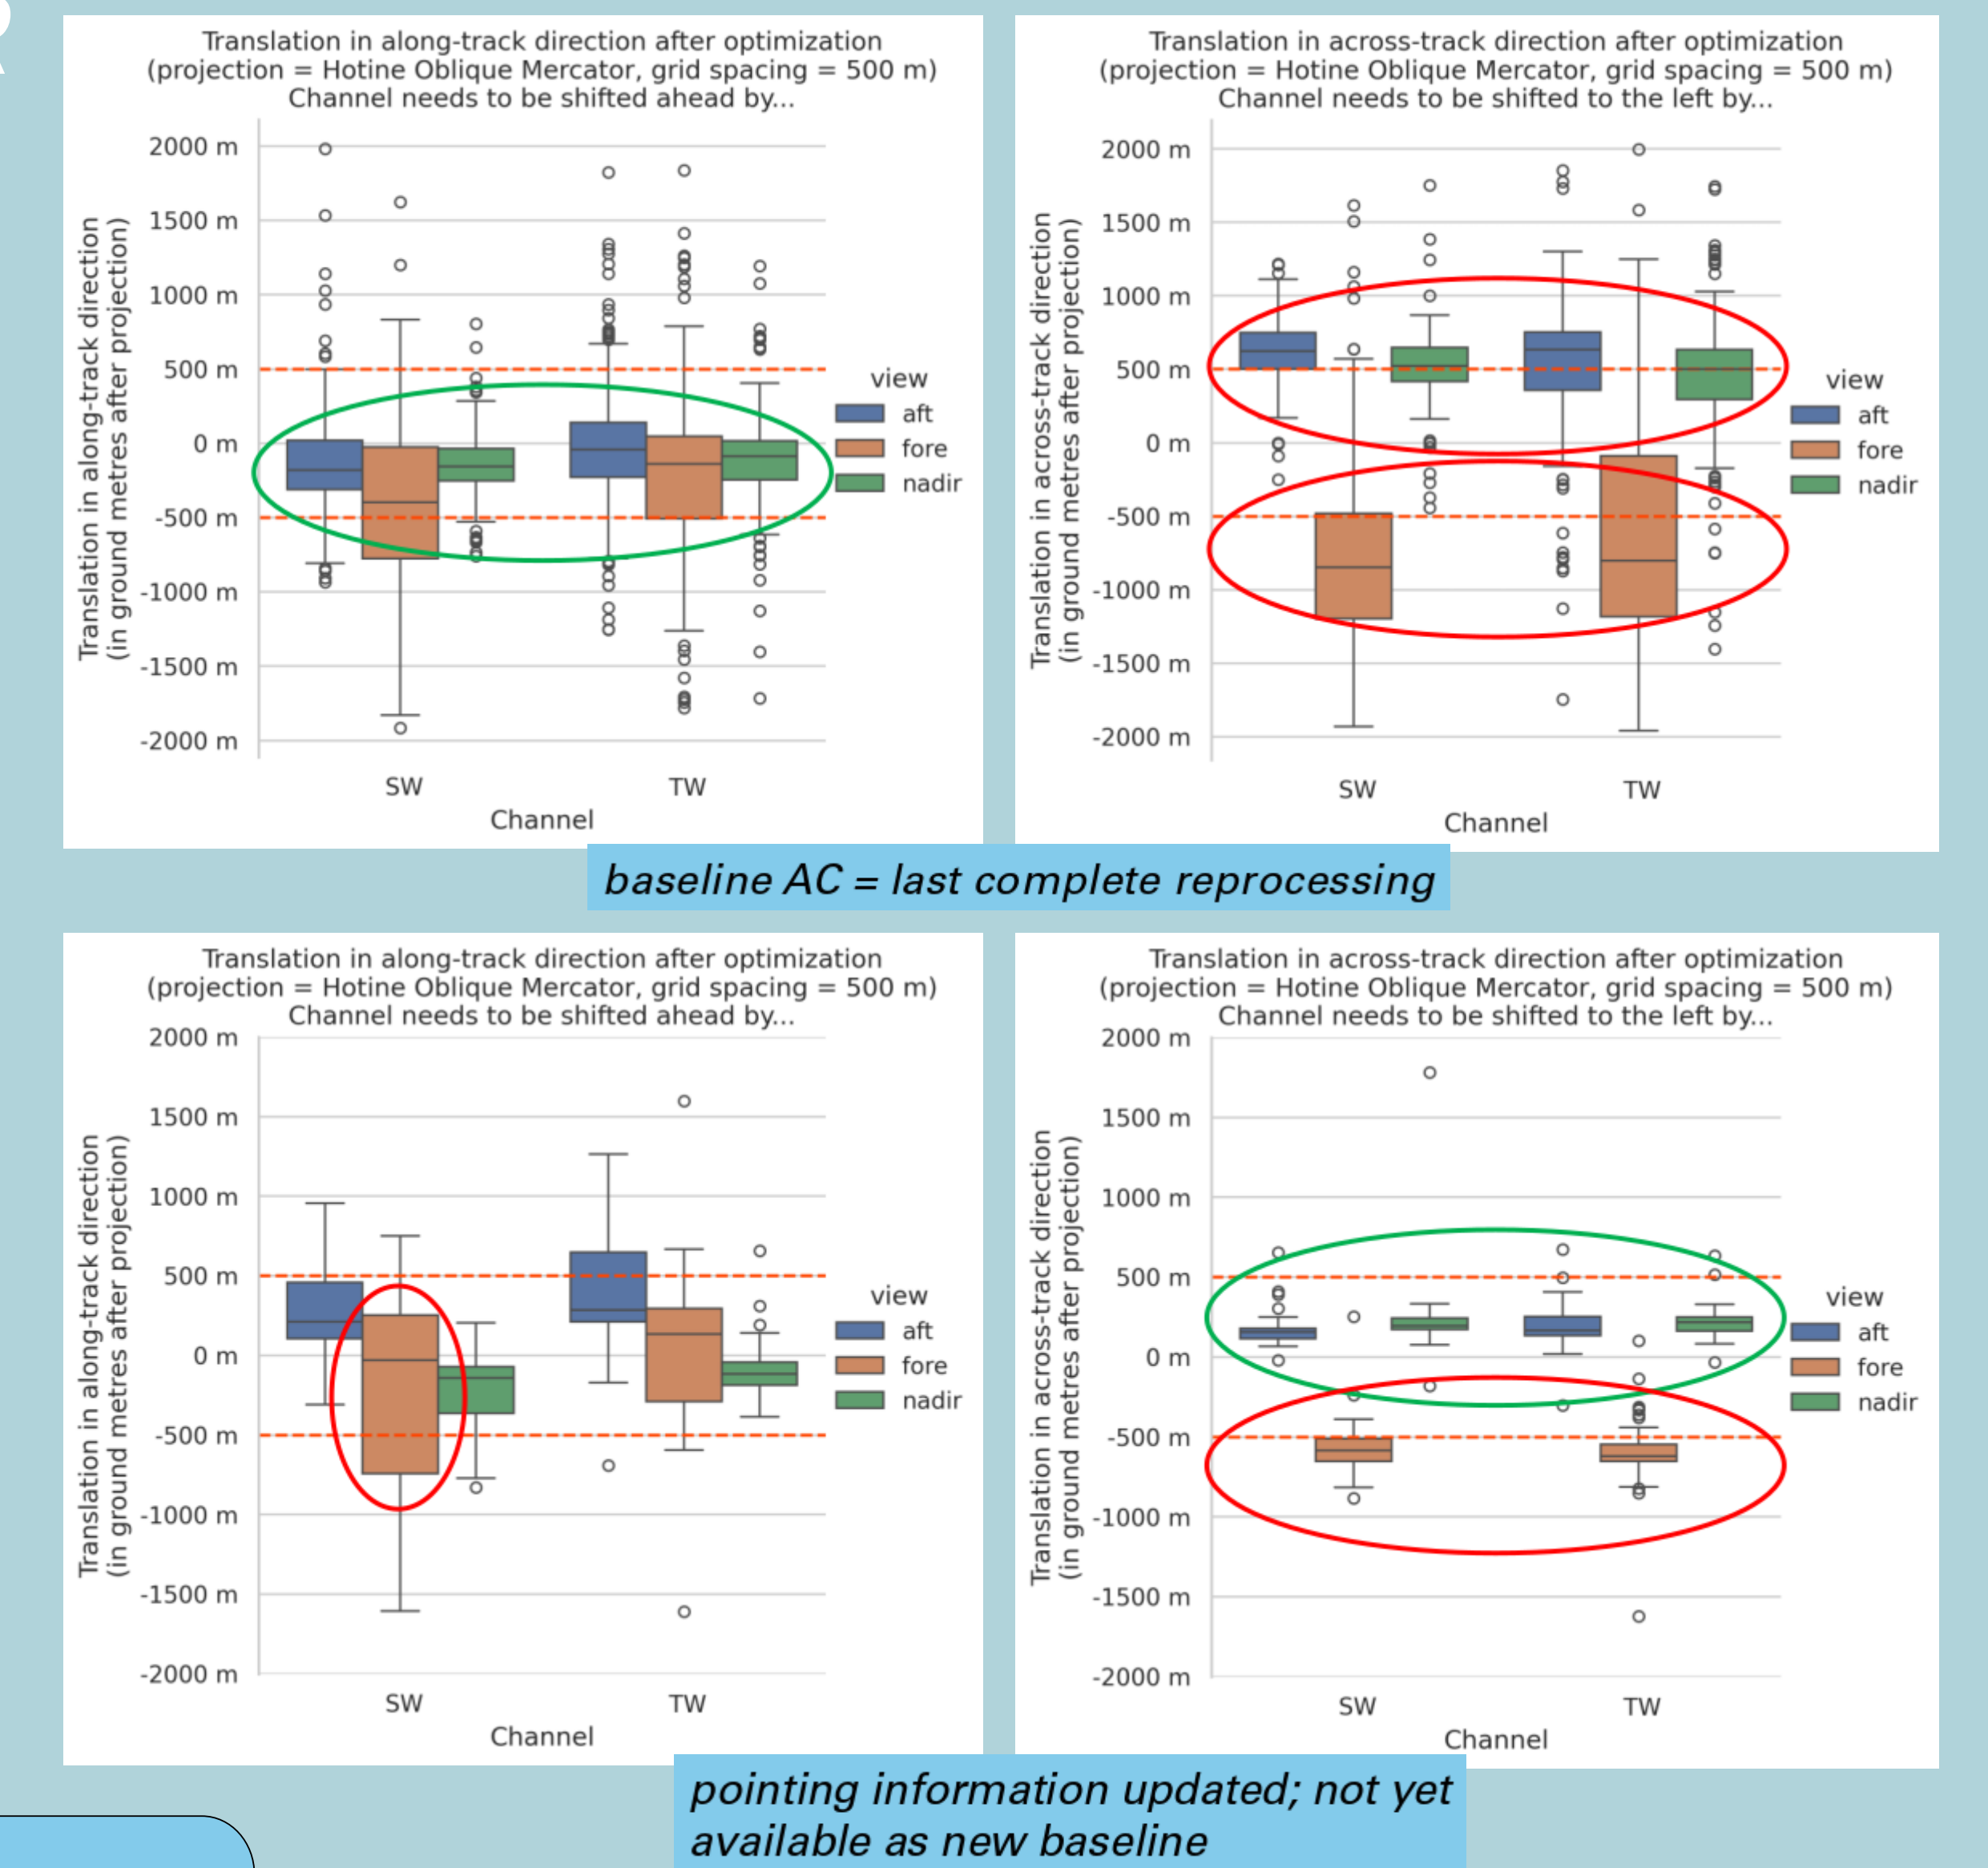 Translation in along-track direction after optimization
(projection = Hotine Oblique Mercator, grid spacing = 500 m)
Channel needs to be shifted ahead by...
2000 m
1500 m
1000 m
500 m
0 m
-500 m
-1000 m
-1500 m
-2000 m
Translation in along-track direction
(in ground metres after projection)
SW
TW
Channel
view
aft
fore
nadir
Translation in across-track direction after optimization
(projection = Hotine Oblique Mercator, grid spacing = 500 m)
Channel needs to be shifted to the left by...
2000 m
1500 m
1000 m
500 m
0 m
-500 m
-1000 m
-1500 m
-2000 m
Translation in across-track direction
(in ground metres after projection)
SW
TW
Channel
view
aft
fore
nadir
baseline AC = last complete reprocessing
Translation in along-track direction after optimization
(projection = Hotine Oblique Mercator, grid spacing = 500 m)
Channel needs to be shifted ahead by...
2000 m
1500 m
1000 m
500 m
0 m
-500 m
-1000 m
-1500 m
-2000 m
Translation in along-track direction
(in ground metres after projection)
SW
TW
Channel
view
aft
fore
nadir
Translation in across-track direction after optimization
(projection = Hotine Oblique Mercator, grid spacing = 500 m)
Channel needs to be shifted to the left by...
2000 m
1500 m
1000 m
500 m
0 m
-500 m
-1000 m
-1500 m
-2000 m
Translation in across-track direction
(in ground metres after projection)
SW
TW
Channel
view
aft
fore
nadir
pointing information updated; not yet
available as new baseline